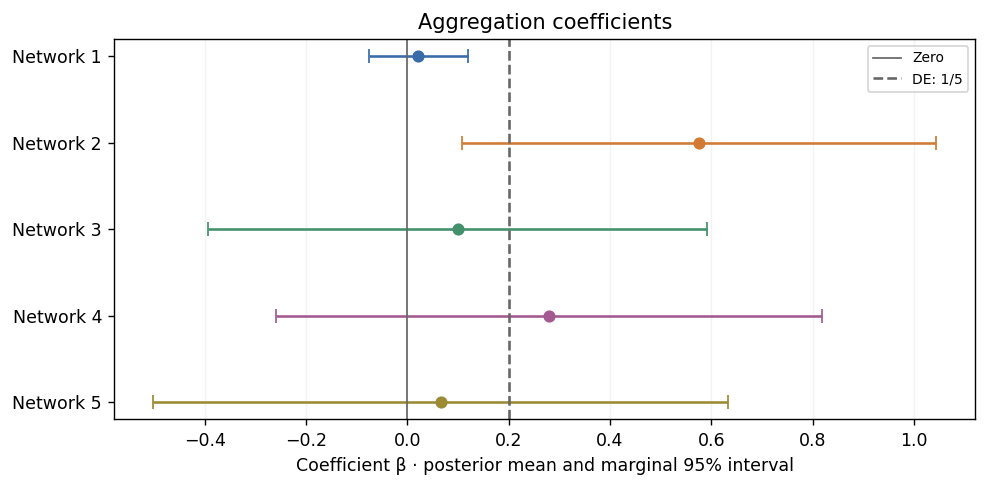 Aggregation coefficients
Network 1
Network 2
Network 3
Network 4
Network 5
Zero
DE: 1/5
−0.4 −0.2 0.0 0.2 0.4 0.6 0.8 1.0
Coefficient β · posterior mean and marginal 95% interval